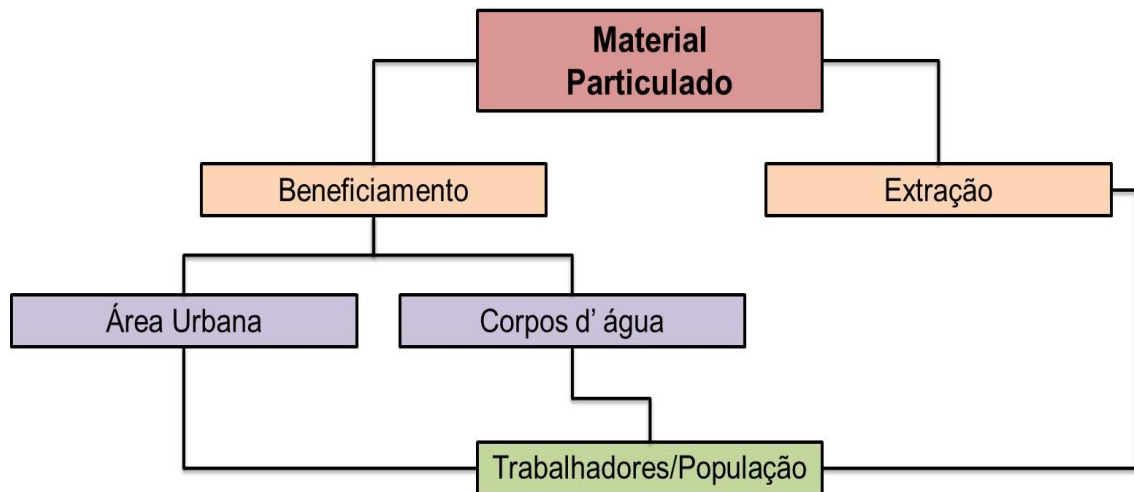 Material
Particulado
Beneficiamento
Extração
Área Urbana
Corpos d’ água
Trabalhadores/População